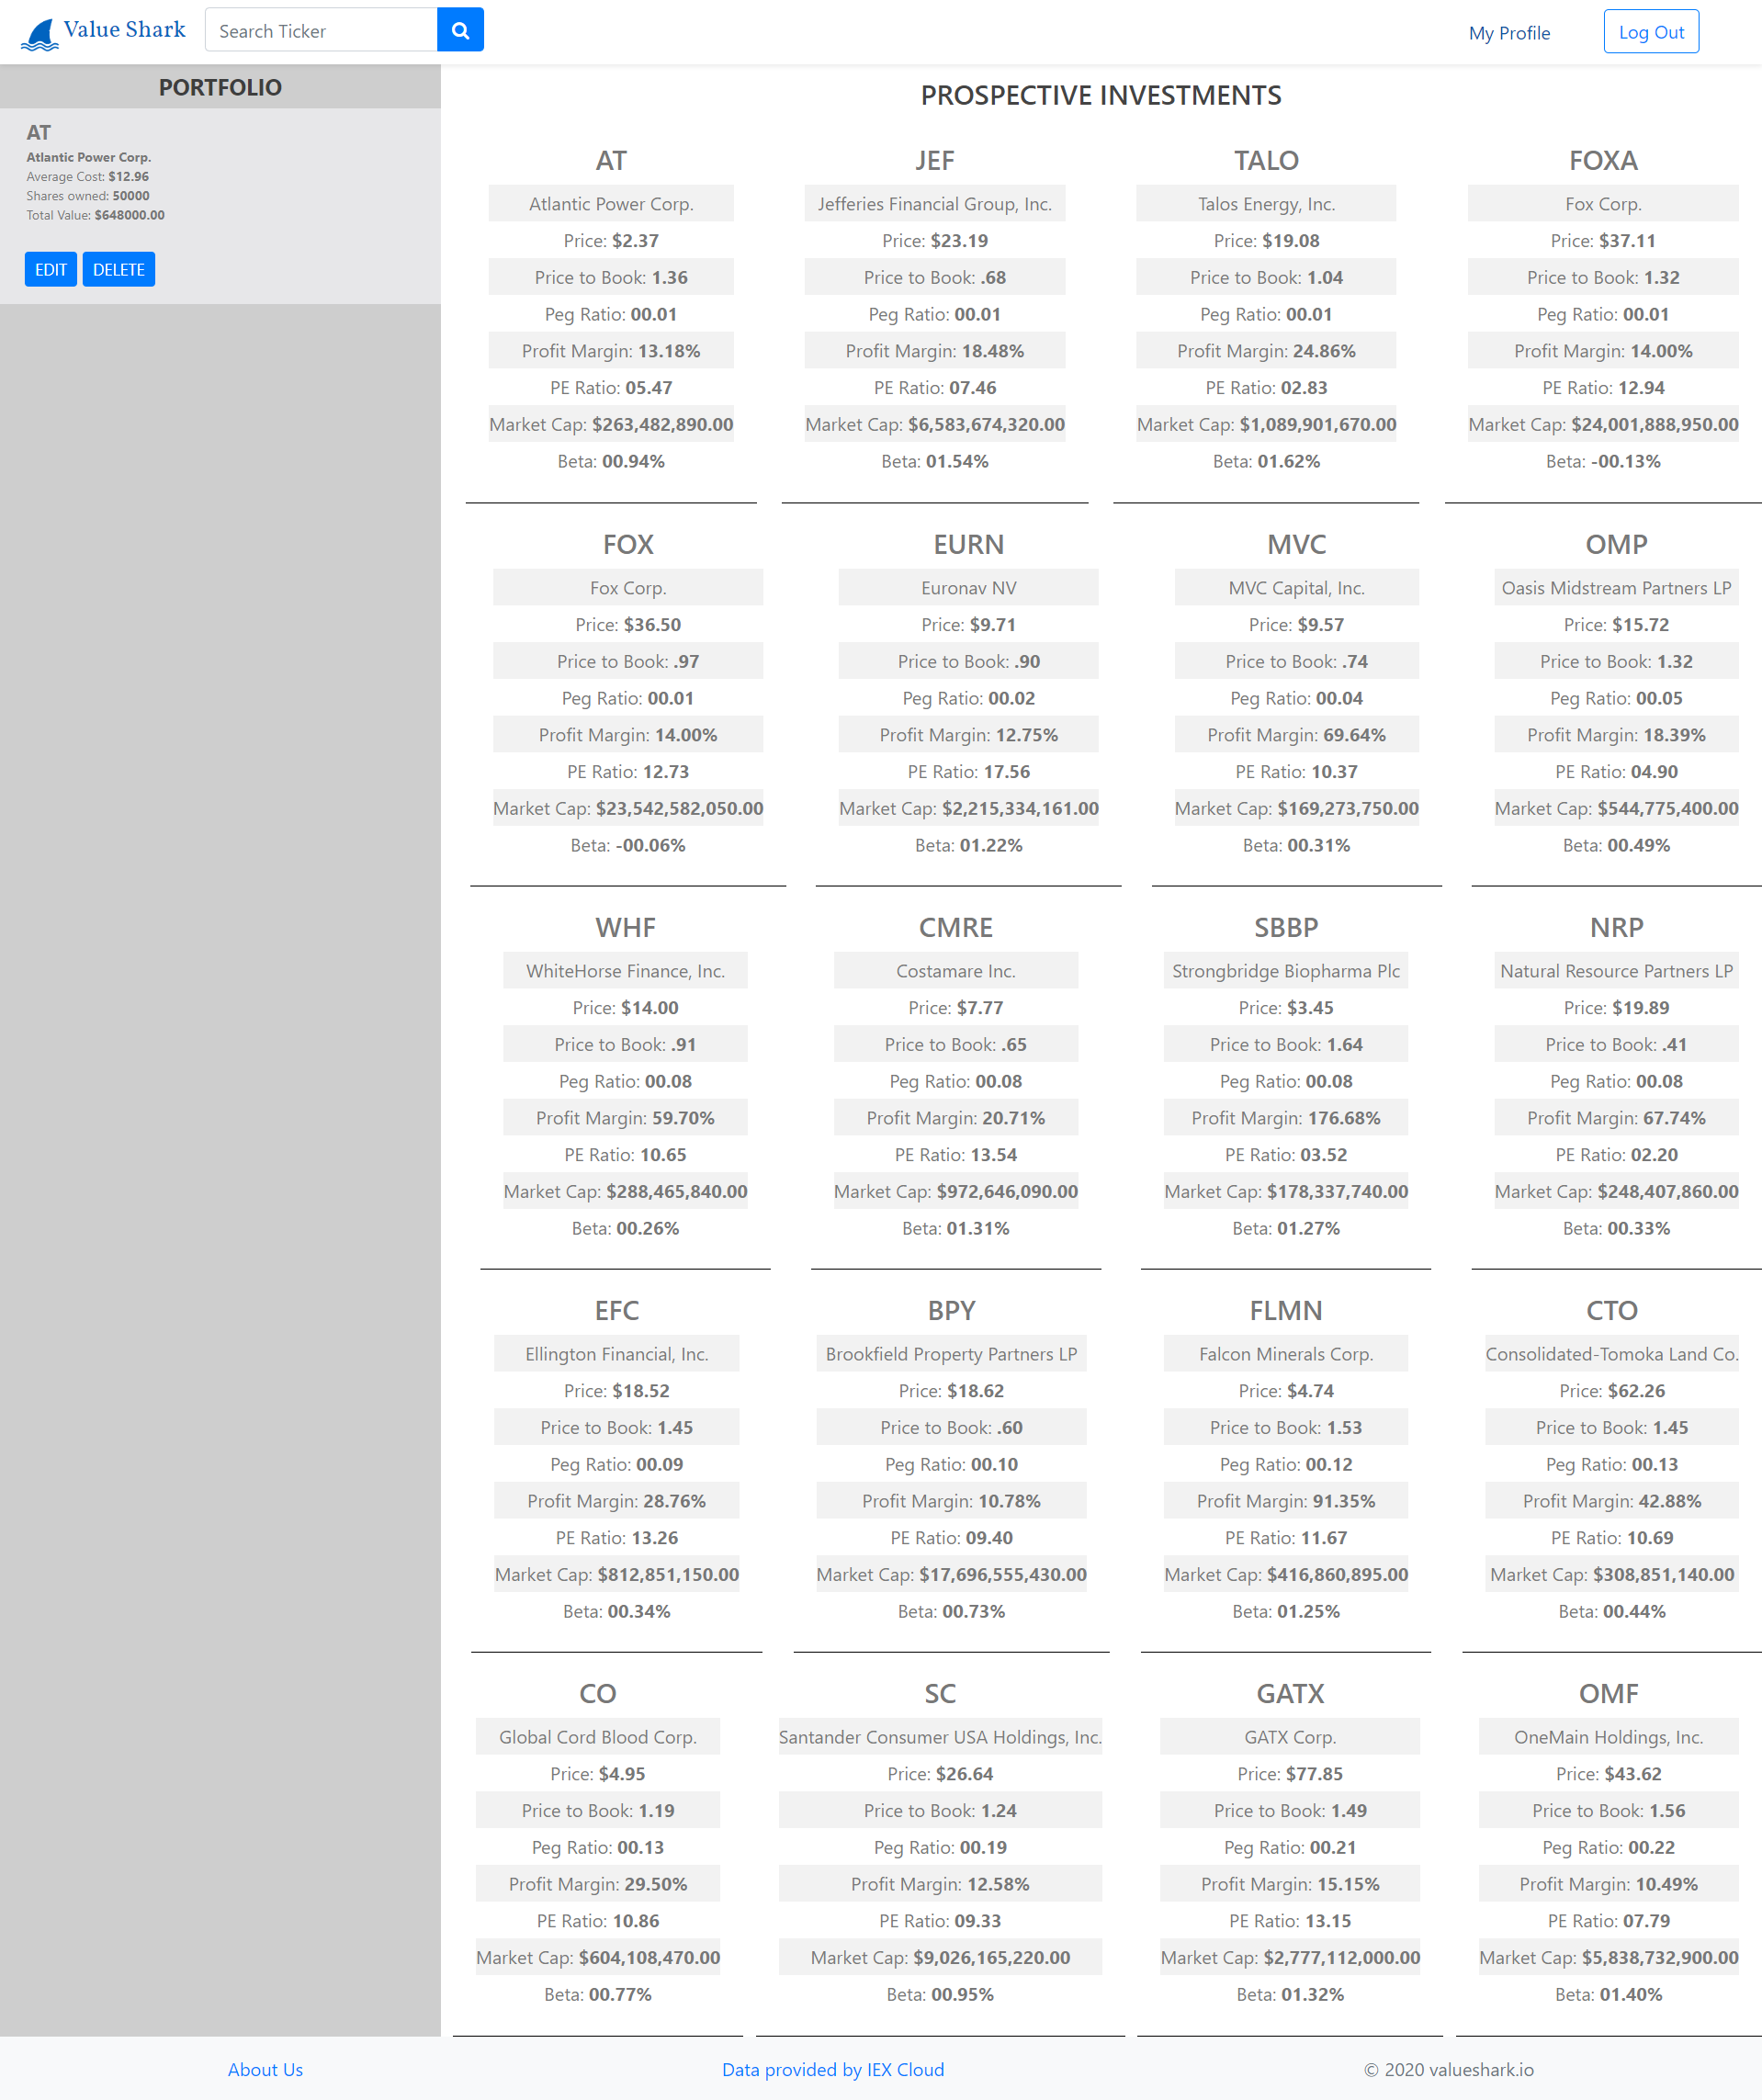 Value Shark
Search Ticker
My Profile
Log Out
PORTFOLIO
AT
Atlantic Power Corp.
Average Cost: $12.96
Shares owned: 50000
Total Value: $648000.00
EDIT
DELETE
PROSPECTIVE INVESTMENTS
AT
Atlantic Power Corp.
Price: $2.37
Price to Book: 1.36
Peg Ratio: 00.01
Profit Margin: 13.18%
PE Ratio: 05.47
Market Cap: $263,482,890.00
Beta: 00.94%
JEF
Jefferies Financial Group, Inc.
Price: $23.19
Price to Book: .68
Peg Ratio: 00.01
Profit Margin: 18.48%
PE Ratio: 07.46
Market Cap: $6,583,674,320.00
Beta: 01.54%
TALO
Talos Energy, Inc.
Price: $19.08
Price to Book: 1.04
Peg Ratio: 00.01
Profit Margin: 24.86%
PE Ratio: 02.83
Market Cap: $1,089,901,670.00
Beta: 01.62%
FOXA
Fox Corp.
Price: $37.11
Price to Book: 1.32
Peg Ratio: 00.01
Profit Margin: 14.00%
PE Ratio: 12.94
Market Cap: $24,001,888,950.00
Beta: -00.13%
FOX
Fox Corp.
Price: $36.50
Price to Book: .97
Peg Ratio: 00.01
Profit Margin: 14.00%
PE Ratio: 12.73
Market Cap: $23,542,582,050.00
Beta: -00.06%
EURN
Euronav NV
Price: $9.71
Price to Book: .90
Peg Ratio: 00.02
Profit Margin: 12.75%
PE Ratio: 17.56
Market Cap: $2,215,334,161.00
Beta: 01.22%
MVC
MVC Capital, Inc.
Price: $9.57
Price to Book: .74
Peg Ratio: 00.04
Profit Margin: 69.64%
PE Ratio: 10.37
Market Cap: $169,273,750.00
Beta: 00.31%
OMP
Oasis Midstream Partners LP
Price: $15.72
Price to Book: 1.32
Peg Ratio: 00.05
Profit Margin: 18.39%
PE Ratio: 04.90
Market Cap: $544,775,400.00
Beta: 00.49%
WHF
WhiteHorse Finance, Inc.
Price: $14.00
Price to Book: .91
Peg Ratio: 00.08
Profit Margin: 59.70%
PE Ratio: 10.65
Market Cap: $288,465,840.00
Beta: 00.26%
CMRE
Costamare Inc.
Price: $7.77
Price to Book: .65
Peg Ratio: 00.08
Profit Margin: 20.71%
PE Ratio: 13.54
Market Cap: $972,646,090.00
Beta: 01.31%
SBBP
Strongbridge Biopharma Plc
Price: $3.45
Price to Book: 1.64
Peg Ratio: 00.08
Profit Margin: 176.68%
PE Ratio: 03.52
Market Cap: $178,337,740.00
Beta: 01.27%
NRP
Natural Resource Partners LP
Price: $19.89
Price to Book: .41
Peg Ratio: 00.08
Profit Margin: 67.74%
PE Ratio: 02.20
Market Cap: $248,407,860.00
Beta: 00.33%
EFC
Ellington Financial, Inc.
Price: $18.52
Price to Book: 1.45
Peg Ratio: 00.09
Profit Margin: 28.76%
PE Ratio: 13.26
Market Cap: $812,851,150.00
Beta: 00.34%
BPY
Brookfield Property Partners LP
Price: $18.62
Price to Book: .60
Peg Ratio: 00.10
Profit Margin: 10.78%
PE Ratio: 09.40
Market Cap: $17,696,555,430.00
Beta: 00.73%
FLMN
Falcon Minerals Corp.
Price: $4.74
Price to Book: 1.53
Peg Ratio: 00.12
Profit Margin: 91.35%
PE Ratio: 11.67
Market Cap: $416,860,895.00
Beta: 01.25%
CTO
Consolidated-Tomoka Land Co.
Price: $62.26
Price to Book: 1.45
Peg Ratio: 00.13
Profit Margin: 42.88%
PE Ratio: 10.69
Market Cap: $308,851,140.00
Beta: 00.44%
CO
Global Cord Blood Corp.
Price: $4.95
Price to Book: 1.19
Peg Ratio: 00.13
Profit Margin: 29.50%
PE Ratio: 10.86
Market Cap: $604,108,470.00
Beta: 00.77%
SC
Santander Consumer USA Holdings, Inc.
Price: $26.64
Price to Book: 1.24
Peg Ratio: 00.19
Profit Margin: 12.58%
PE Ratio: 09.33
Market Cap: $9,026,165,220.00
Beta: 00.95%
GATX
GATX Corp.
Price: $77.85
Price to Book: 1.49
Peg Ratio: 00.21
Profit Margin: 15.15%
PE Ratio: 13.15
Market Cap: $2,777,112,000.00
Beta: 01.32%
OMF
OneMain Holdings, Inc.
Price: $43.62
Price to Book: 1.56
Peg Ratio: 00.22
Profit Margin: 10.49%
PE Ratio: 07.79
Market Cap: $5,838,732,900.00
Beta: 01.40%
About Us
Data provided by IEX Cloud
© 2020 valueshark.io